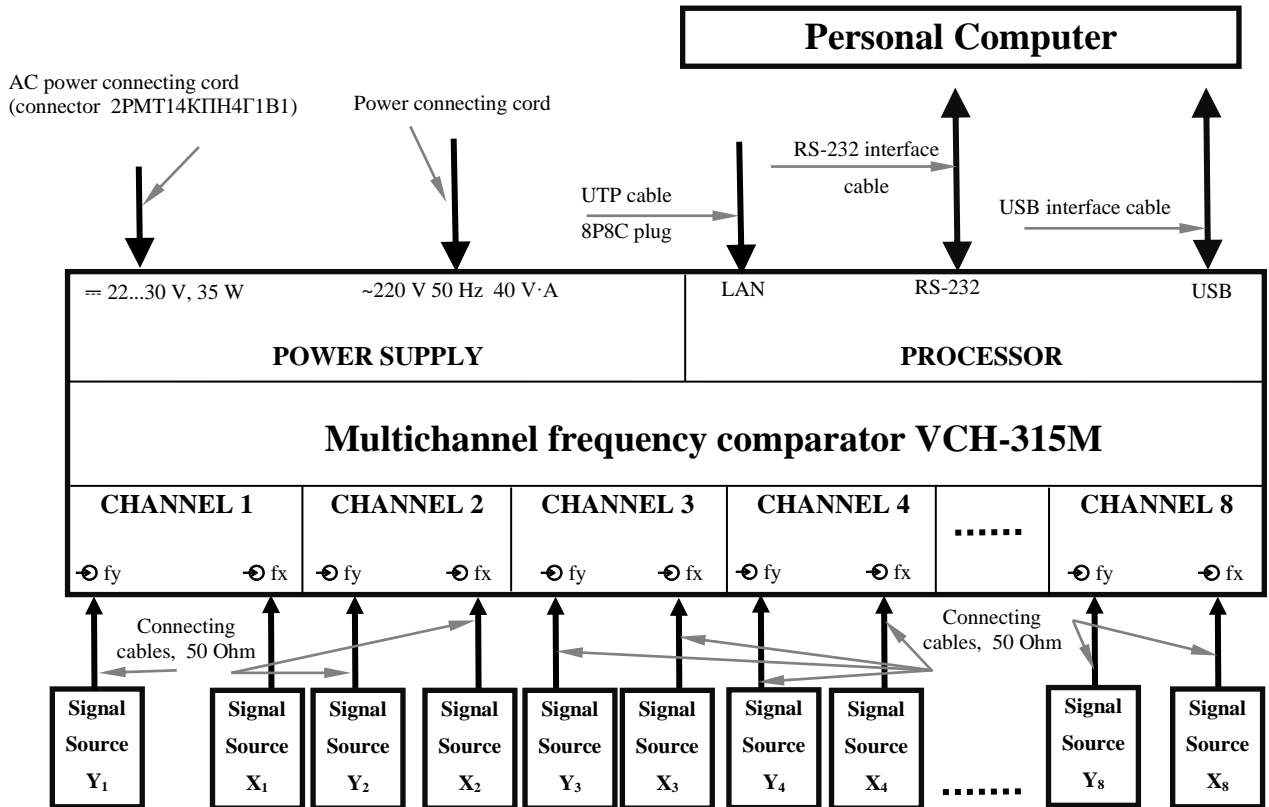 Personal Computer
AC power connecting cord
(connector 2РМТ14КПН4Г1В1)
Power connecting cord
RS-232 interface
cable
UTP cable
8P8C plug
USB interface cable
⎓ 22...30 V, 35 W
~220 V 50 Hz 40 V·A
LAN
RS-232
USB
POWER SUPPLY
PROCESSOR
Multichannel frequency comparator VCH-315M
CHANNEL 1
CHANNEL 2
CHANNEL 3
CHANNEL 4
......
CHANNEL 8
fy
fx
fy
fx
fy
fx
fy
fx
fy
fx
Connecting
cables, 50 Ohm
Connecting
cables, 50 Ohm
Signal
Source
Y₁
Signal
Source
X₁
Signal
Source
Y₂
Signal
Source
X₂
Signal
Source
Y₃
Signal
Source
X₃
Signal
Source
Y₄
Signal
Source
X₄
.......
Signal
Source
Y₈
Signal
Source
X₈